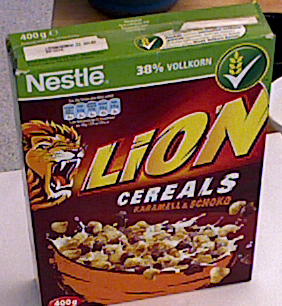 400g e
Nestlé
38% VOLLKORN
LION
CEREALS
KARAMELL & SCHOKO
400g